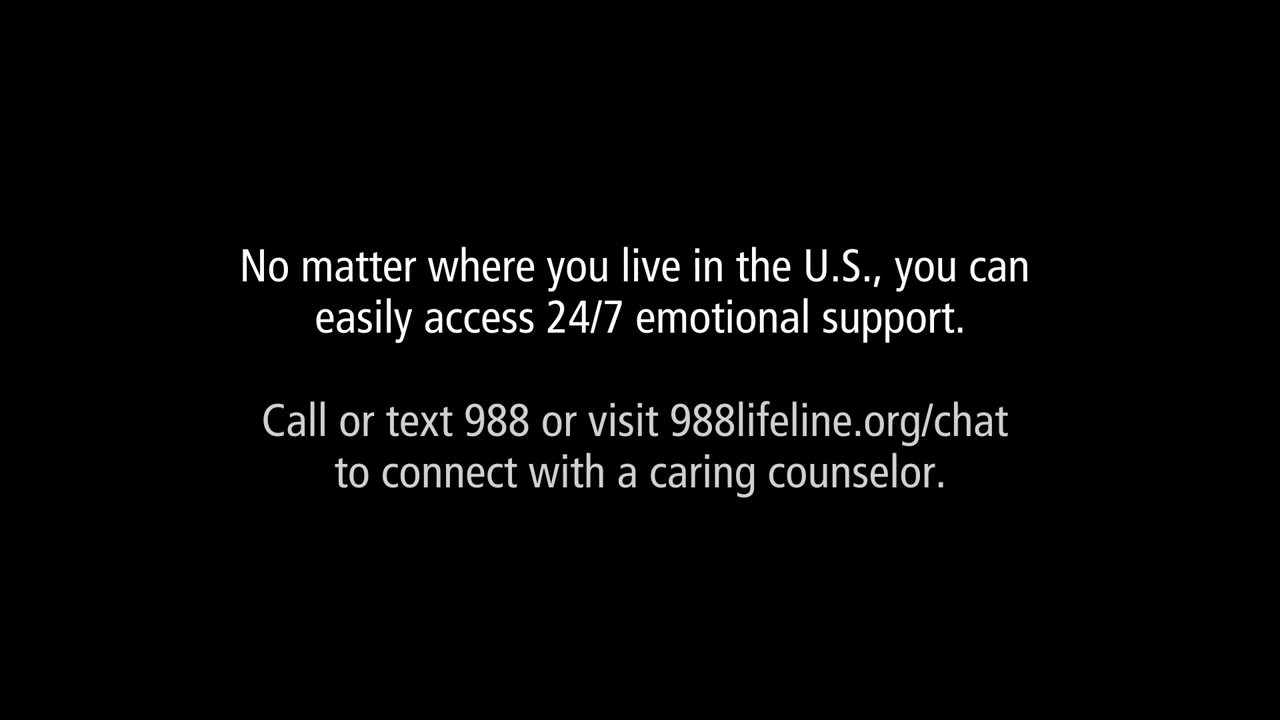 No matter where you live in the U.S., you can
easily access 24/7 emotional support.
Call or text 988 or visit 988lifeline.org/chat
to connect with a caring counselor.